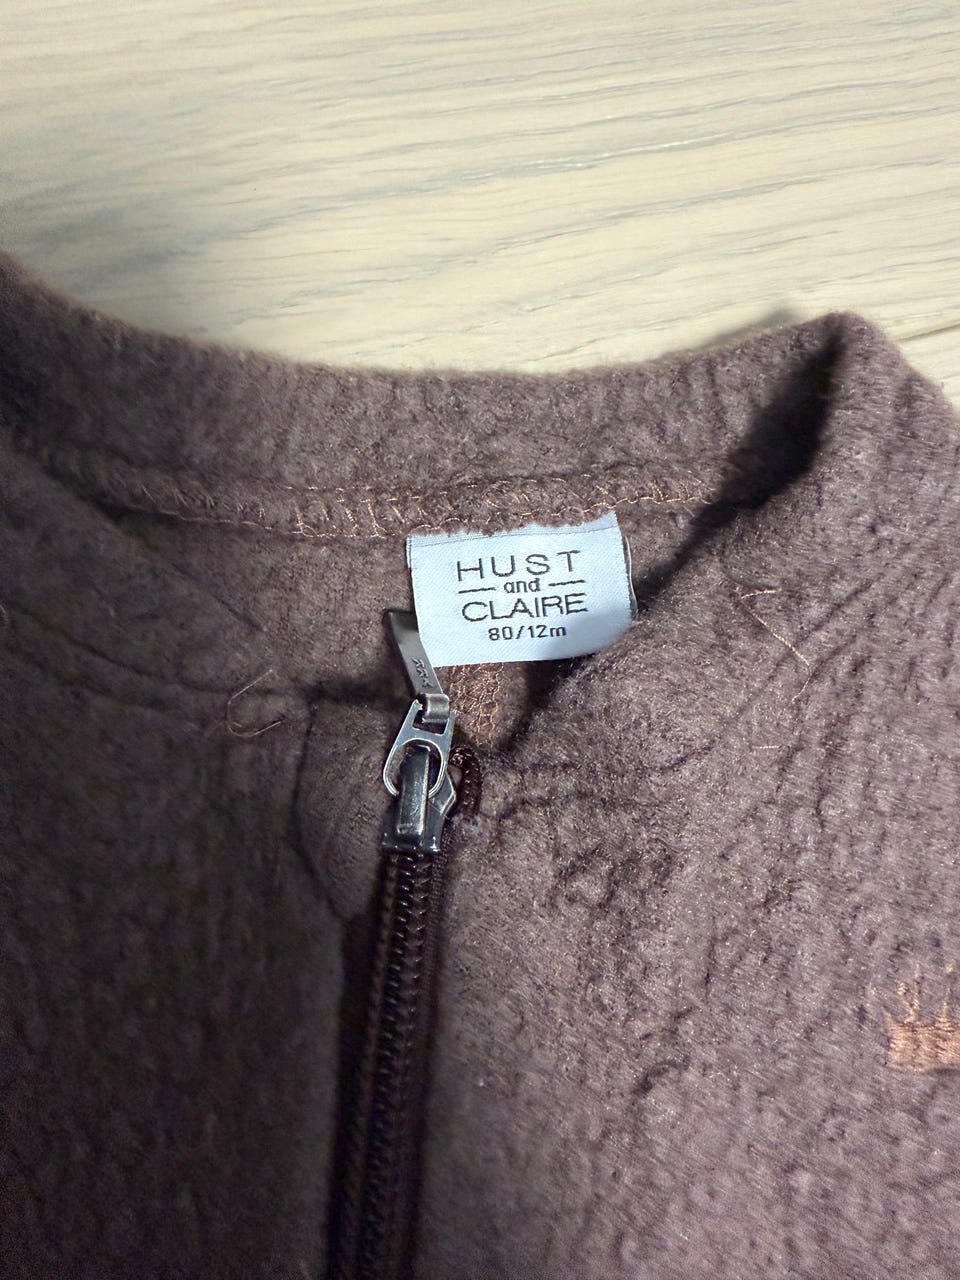 HUST
and
CLAIRE
80/12m